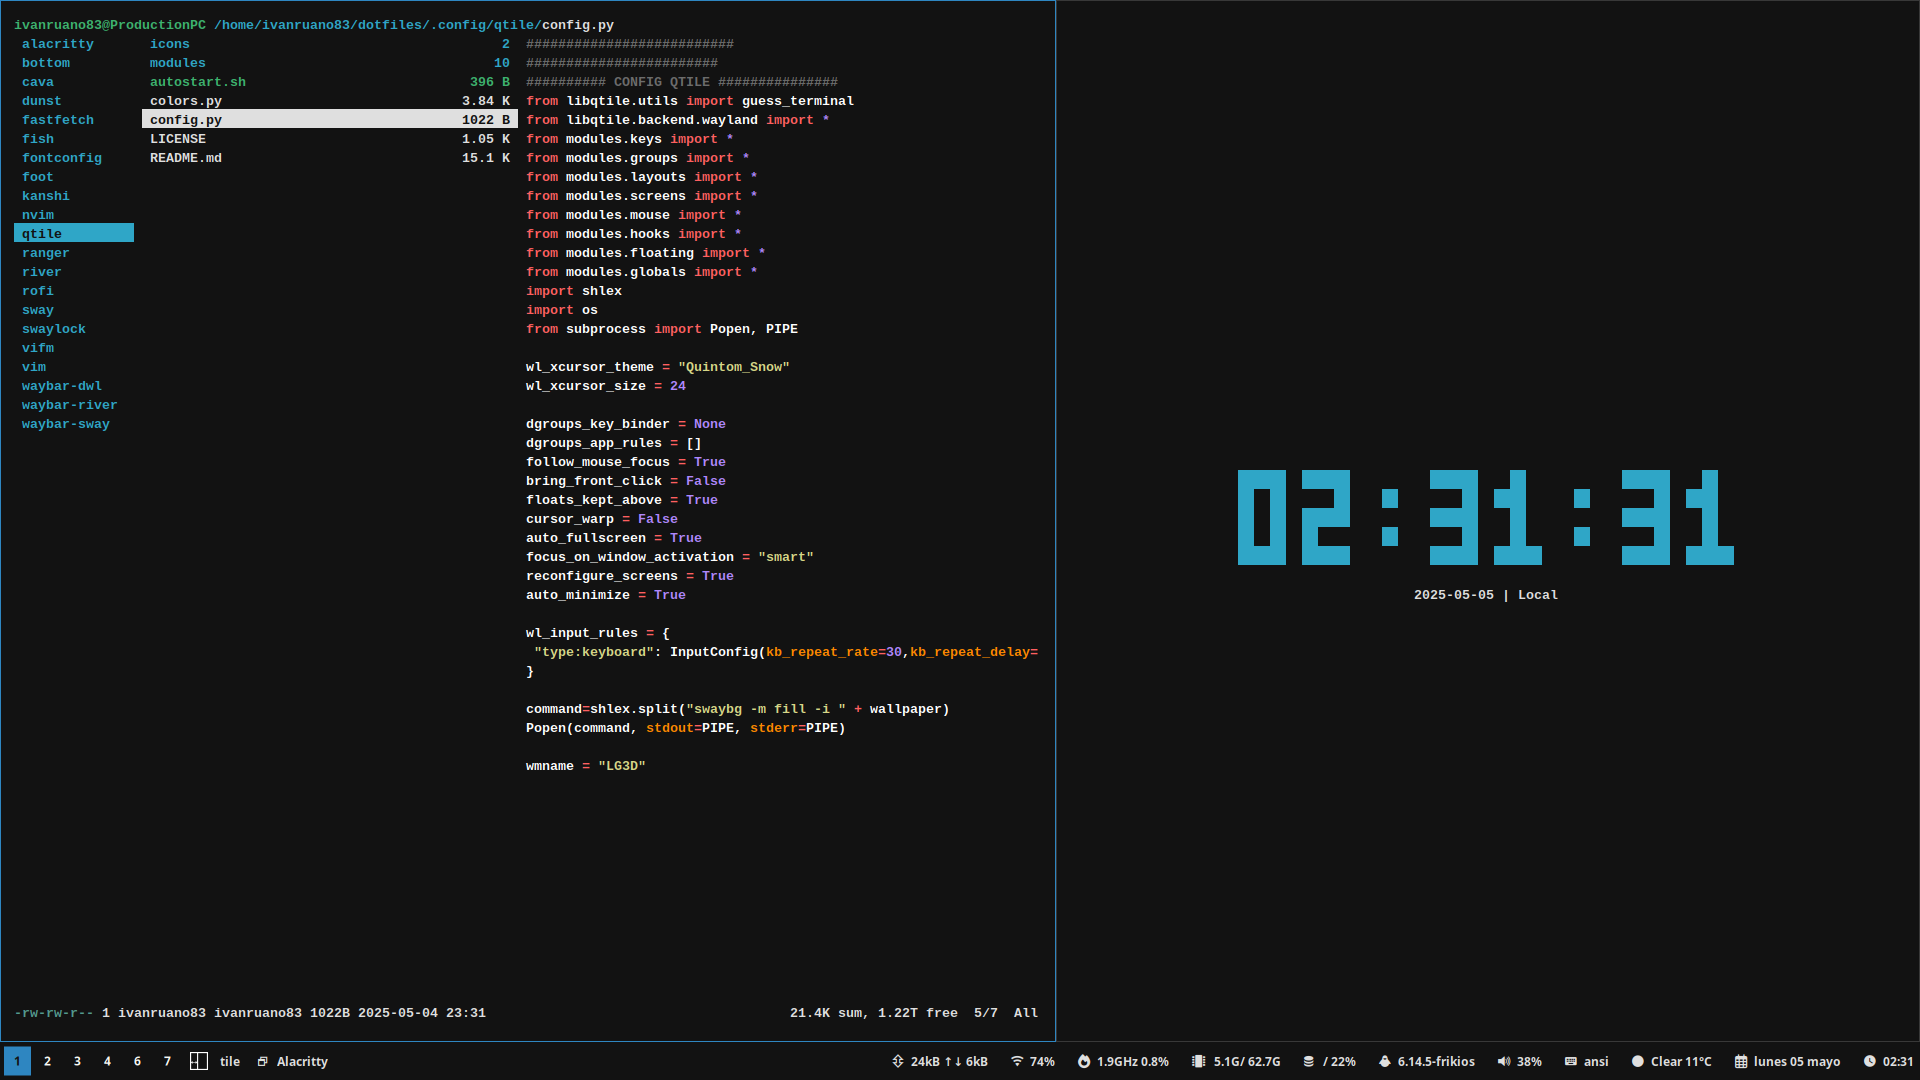 ivanruano83@ProductionPC /home/ivanruano83/dotfiles/.config/qtile/config.py
alacritty
bottom
cava
dunst
fastfetch
fish
fontconfig
foot
kanshi
nvim
qtile
ranger
river
rofi
sway
swaylock
vifm
vim
waybar-dwl
waybar-river
waybar-sway
icons 2
modules 10
autostart.sh 396 B
colors.py 3.84 K
config.py 1022 B
LICENSE 1.05 K
README.md 15.1 K
##########################
########################
########## CONFIG QTILE ###############
from libqtile.utils import guess_terminal
from libqtile.backend.wayland import *
from modules.keys import *
from modules.groups import *
from modules.layouts import *
from modules.screens import *
from modules.mouse import *
from modules.hooks import *
from modules.floating import *
from modules.globals import *
import shlex
import os
from subprocess import Popen, PIPE
wl_xcursor_theme = "Quintom_Snow"
wl_xcursor_size = 24
dgroups_key_binder = None
dgroups_app_rules = []
follow_mouse_focus = True
bring_front_click = False
floats_kept_above = True
cursor_warp = False
auto_fullscreen = True
focus_on_window_activation = "smart"
reconfigure_screens = True
auto_minimize = True
wl_input_rules = {
"type:keyboard": InputConfig(kb_repeat_rate=30,kb_repeat_delay=
}
command=shlex.split("swaybg -m fill -i " + wallpaper)
Popen(command, stdout=PIPE, stderr=PIPE)
wmname = "LG3D"
-rw-rw-r-- 1 ivanruano83 ivanruano83 1022B 2025-05-04 23:31 21.4K sum, 1.22T free 5/7 All
02:31:31
2025-05-05 | Local
1 2 3 4 6 7 tile Alacritty 24kB ↑↓ 6kB 74% 1.9GHz 0.8% 5.1G/ 62.7G / 22% 6.14.5-frikios 38% ansi Clear 11°C lunes 05 mayo 02:31